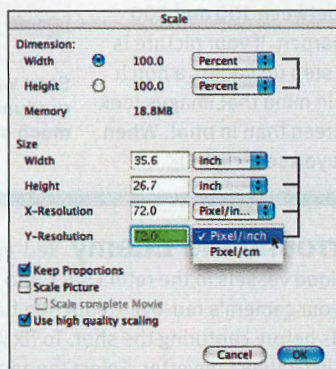 Scale
Dimension:
Width 100.0 Percent
Height 100.0 Percent
Memory 18.8MB
Size
Width 35.6 inch
Height 26.7 inch
X-Resolution 72.0 Pixel/in...
Y-Resolution 72.0 Pixel/inch
Pixel/cm
Keep Proportions
Scale Picture
Scale complete Movie
Use high quality scaling
Cancel OK